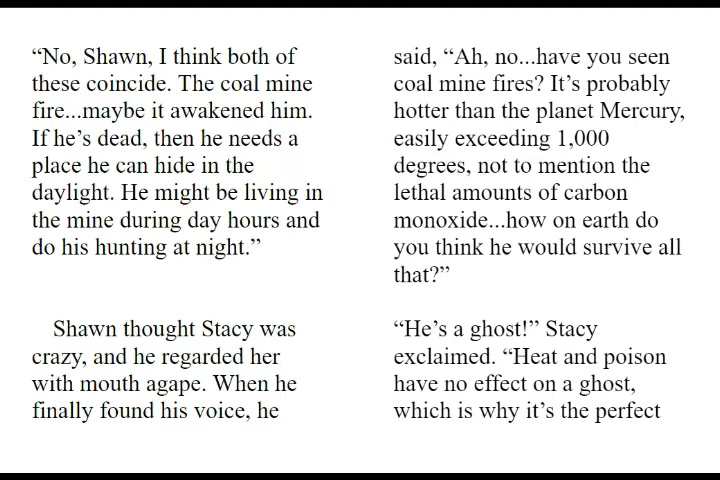 “No, Shawn, I think both of
these coincide. The coal mine
fire...maybe it awakened him.
If he’s dead, then he needs a
place he can hide in the
daylight. He might be living in
the mine during day hours and
do his hunting at night.”
Shawn thought Stacy was
crazy, and he regarded her
with mouth agape. When he
finally found his voice, he
said, “Ah, no...have you seen
coal mine fires? It’s probably
hotter than the planet Mercury,
easily exceeding 1,000
degrees, not to mention the
lethal amounts of carbon
monoxide...how on earth do
you think he would survive all
that?”
“He’s a ghost!” Stacy
exclaimed. “Heat and poison
have no effect on a ghost,
which is why it’s the perfect